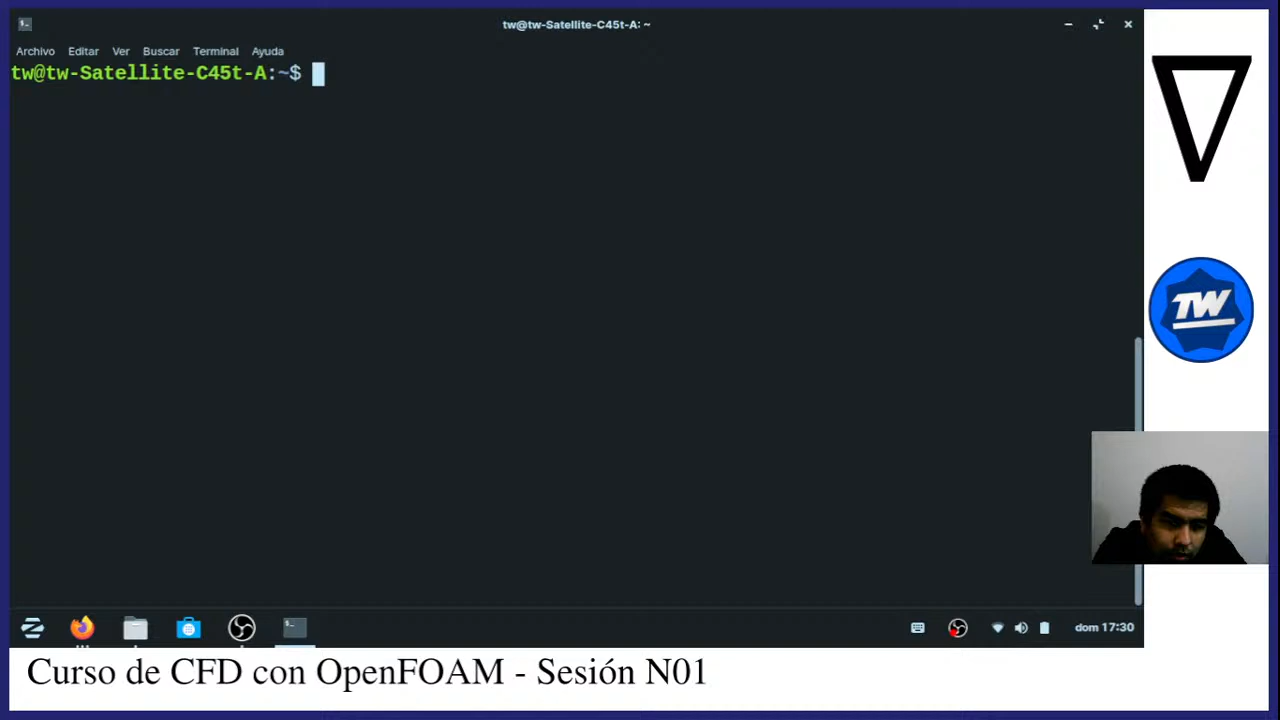 tw@tw-Satellite-C45t-A: ~
Archivo Editar Ver Buscar Terminal Ayuda
tw@tw-Satellite-C45t-A:~$
TW
dom 17:30
Curso de CFD con OpenFOAM - Sesión N01